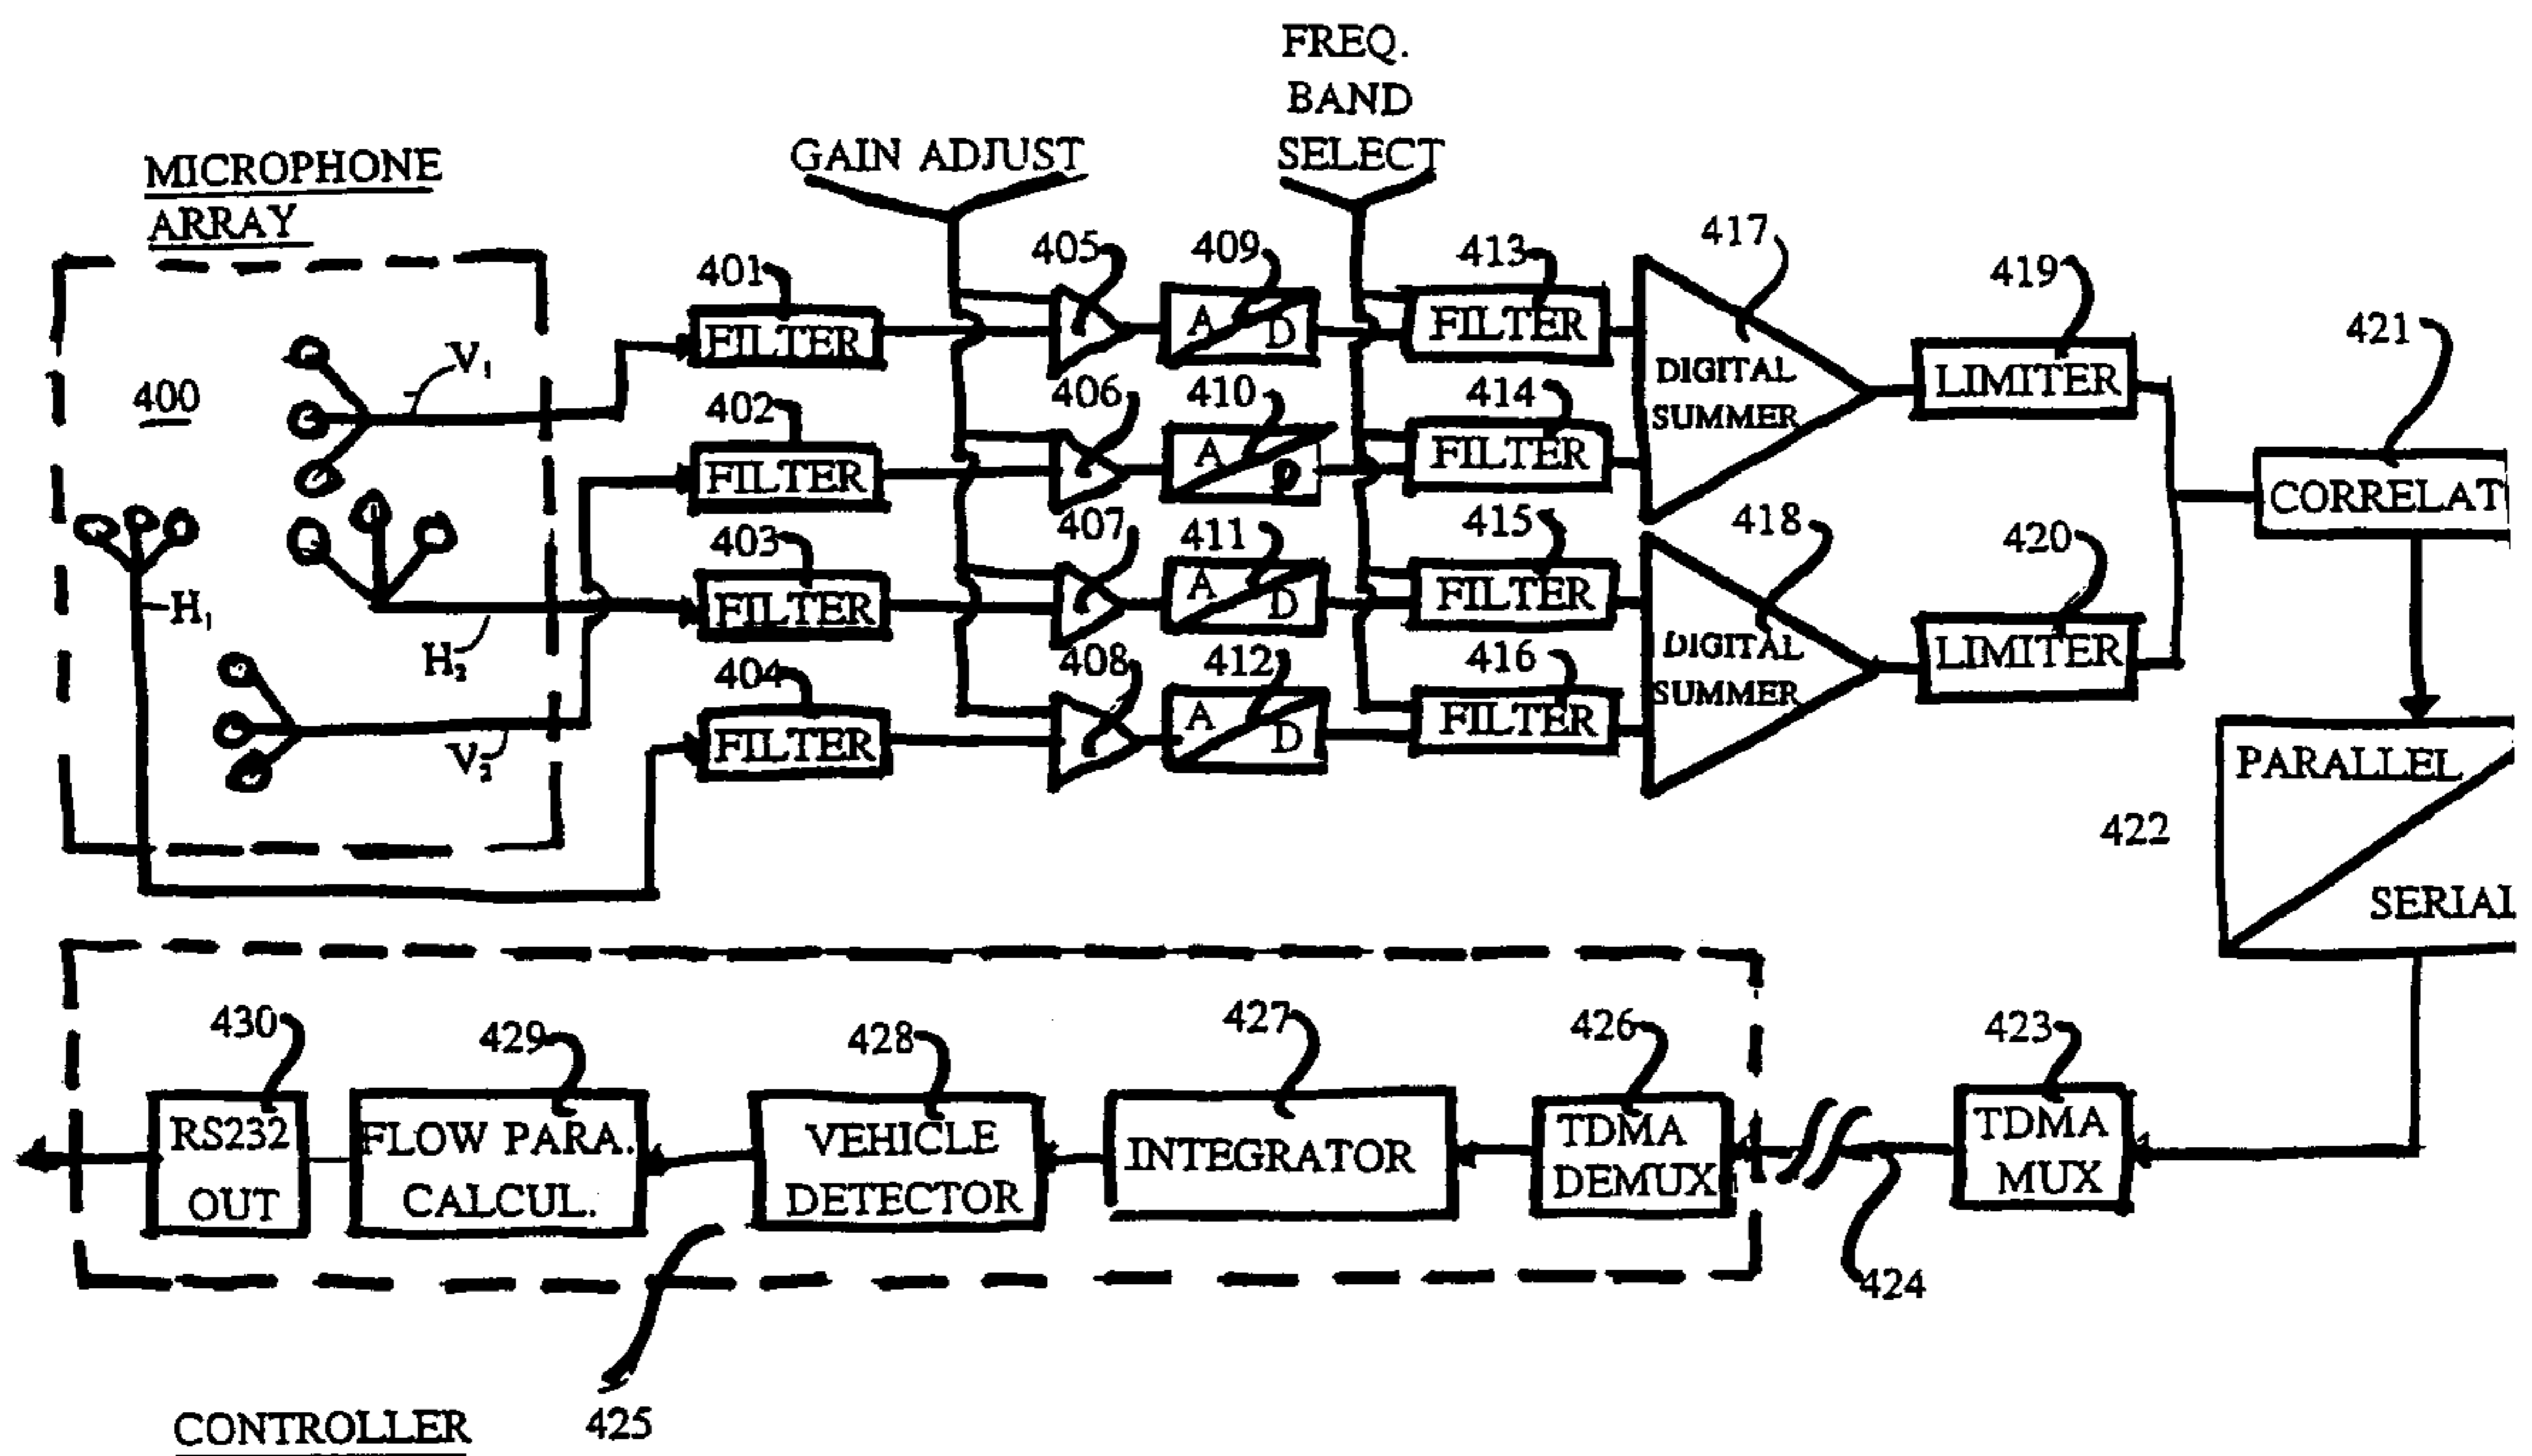 FREQ.
BAND
SELECT
GAIN ADJUST
MICROPHONE
ARRAY
400
V₁
H₁
H₂
V₂
401
FILTER
402
FILTER
403
FILTER
404
FILTER
405
406
407
408
409
A D
410
A D
411
A D
412
A D
413
FILTER
414
FILTER
415
FILTER
416
FILTER
417
DIGITAL
SUMMER
418
DIGITAL
SUMMER
419
LIMITER
420
LIMITER
421
CORRELAT
422
PARALLEL
SERIAL
430
RS232
OUT
429
FLOW PARA.
CALCUL.
428
VEHICLE
DETECTOR
427
INTEGRATOR
426
TDMA
DEMUX
423
TDMA
MUX
424
425
CONTROLLER